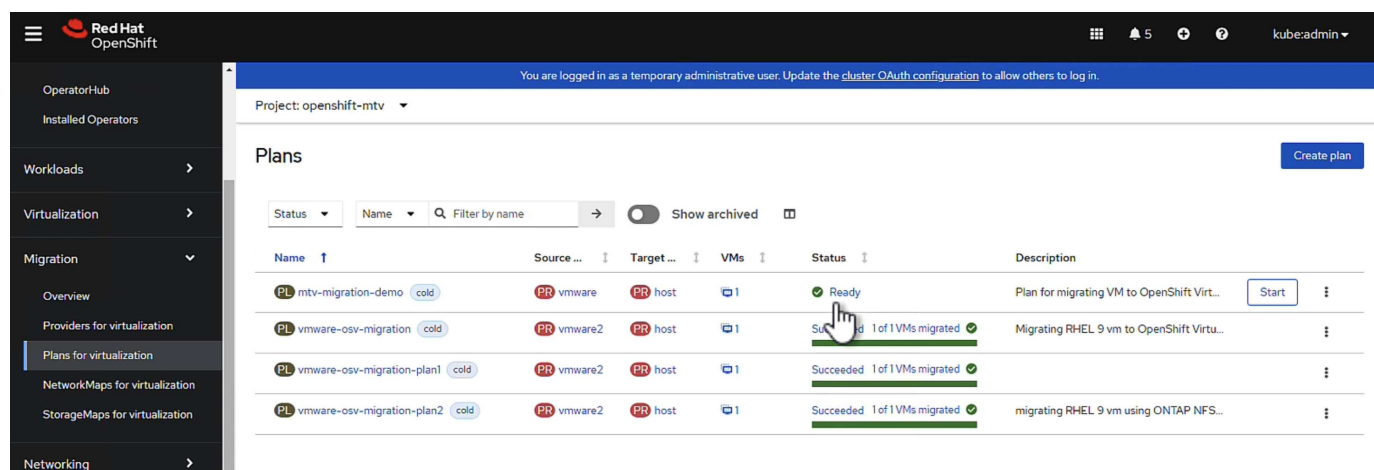 Red Hat
OpenShift
5
kube:admin
You are logged in as a temporary administrative user. Update the cluster OAuth configuration to allow others to log in.
OperatorHub
Installed Operators
Workloads
Virtualization
Migration
Overview
Providers for virtualization
Plans for virtualization
NetworkMaps for virtualization
StorageMaps for virtualization
Networking
Project: openshift-mtv
Plans
Create plan
Status Name Filter by name Show archived
Name Source ... Target ... VMs Status Description
PL mtv-migration-demo cold PR vmware PR host 1 Ready Plan for migrating VM to OpenShift Virt... Start
PL vmware-osv-migration cold PR vmware2 PR host 1 1 of 1 VMs migrated Migrating RHEL 9 vm to OpenShift Virtu...
PL vmware-osv-migration-plan1 cold PR vmware2 PR host 1 Succeeded 1 of 1 VMs migrated
PL vmware-osv-migration-plan2 cold PR vmware2 PR host 1 Succeeded 1 of 1 VMs migrated migrating RHEL 9 vm using ONTAP NFS...